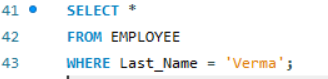 41 SELECT *
42 FROM EMPLOYEE
43 WHERE Last_Name = 'Verma';